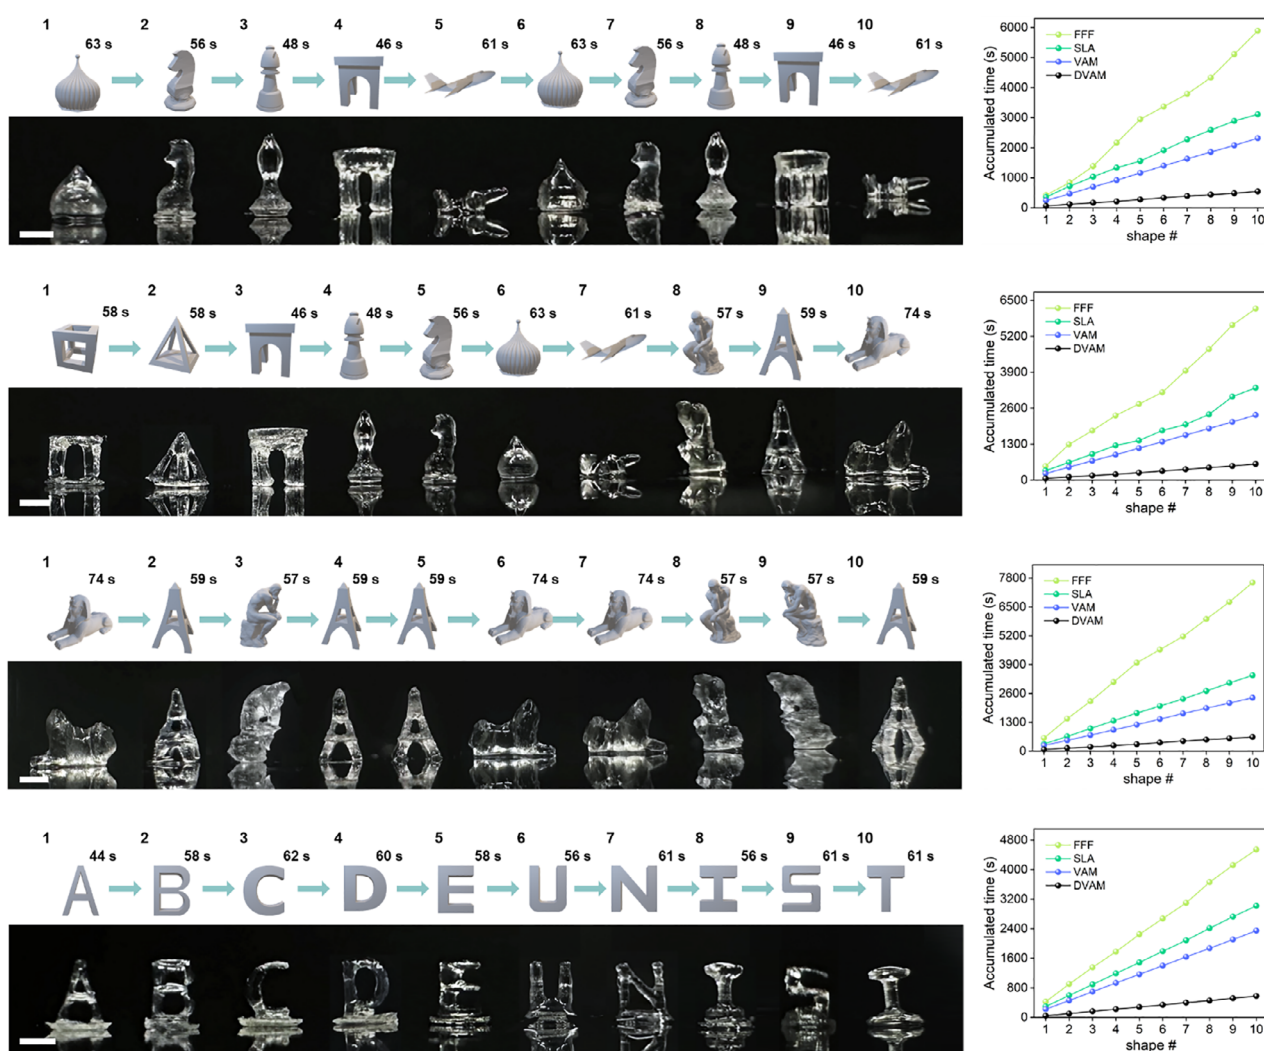 1 2 3 4 5 6 7 8 9 10
63 s 56 s 48 s 46 s 61 s 63 s 56 s 48 s 46 s 61 s
Accumulated time (s)
6000
5000
4000
3000
2000
1000
0
FFF
SLA
VAM
DVAM
1 2 3 4 5 6 7 8 9 10
shape #
1 2 3 4 5 6 7 8 9 10
58 s 58 s 46 s 48 s 56 s 63 s 61 s 57 s 59 s 74 s
Accumulated time (s)
6500
5200
3900
2600
1300
0
FFF
SLA
VAM
DVAM
1 2 3 4 5 6 7 8 9 10
shape #
1 2 3 4 5 6 7 8 9 10
74 s 59 s 57 s 59 s 59 s 74 s 74 s 57 s 57 s 59 s
Accumulated time (s)
7800
6500
5200
3900
2600
1300
0
FFF
SLA
VAM
DVAM
1 2 3 4 5 6 7 8 9 10
shape #
1 2 3 4 5 6 7 8 9 10
44 s 58 s 62 s 60 s 58 s 56 s 61 s 56 s 61 s 61 s
A B C D E U N I S T
A B C D E U N I S T
Accumulated time (s)
4800
4000
3200
2400
1600
800
0
FFF
SLA
VAM
DVAM
1 2 3 4 5 6 7 8 9 10
shape #